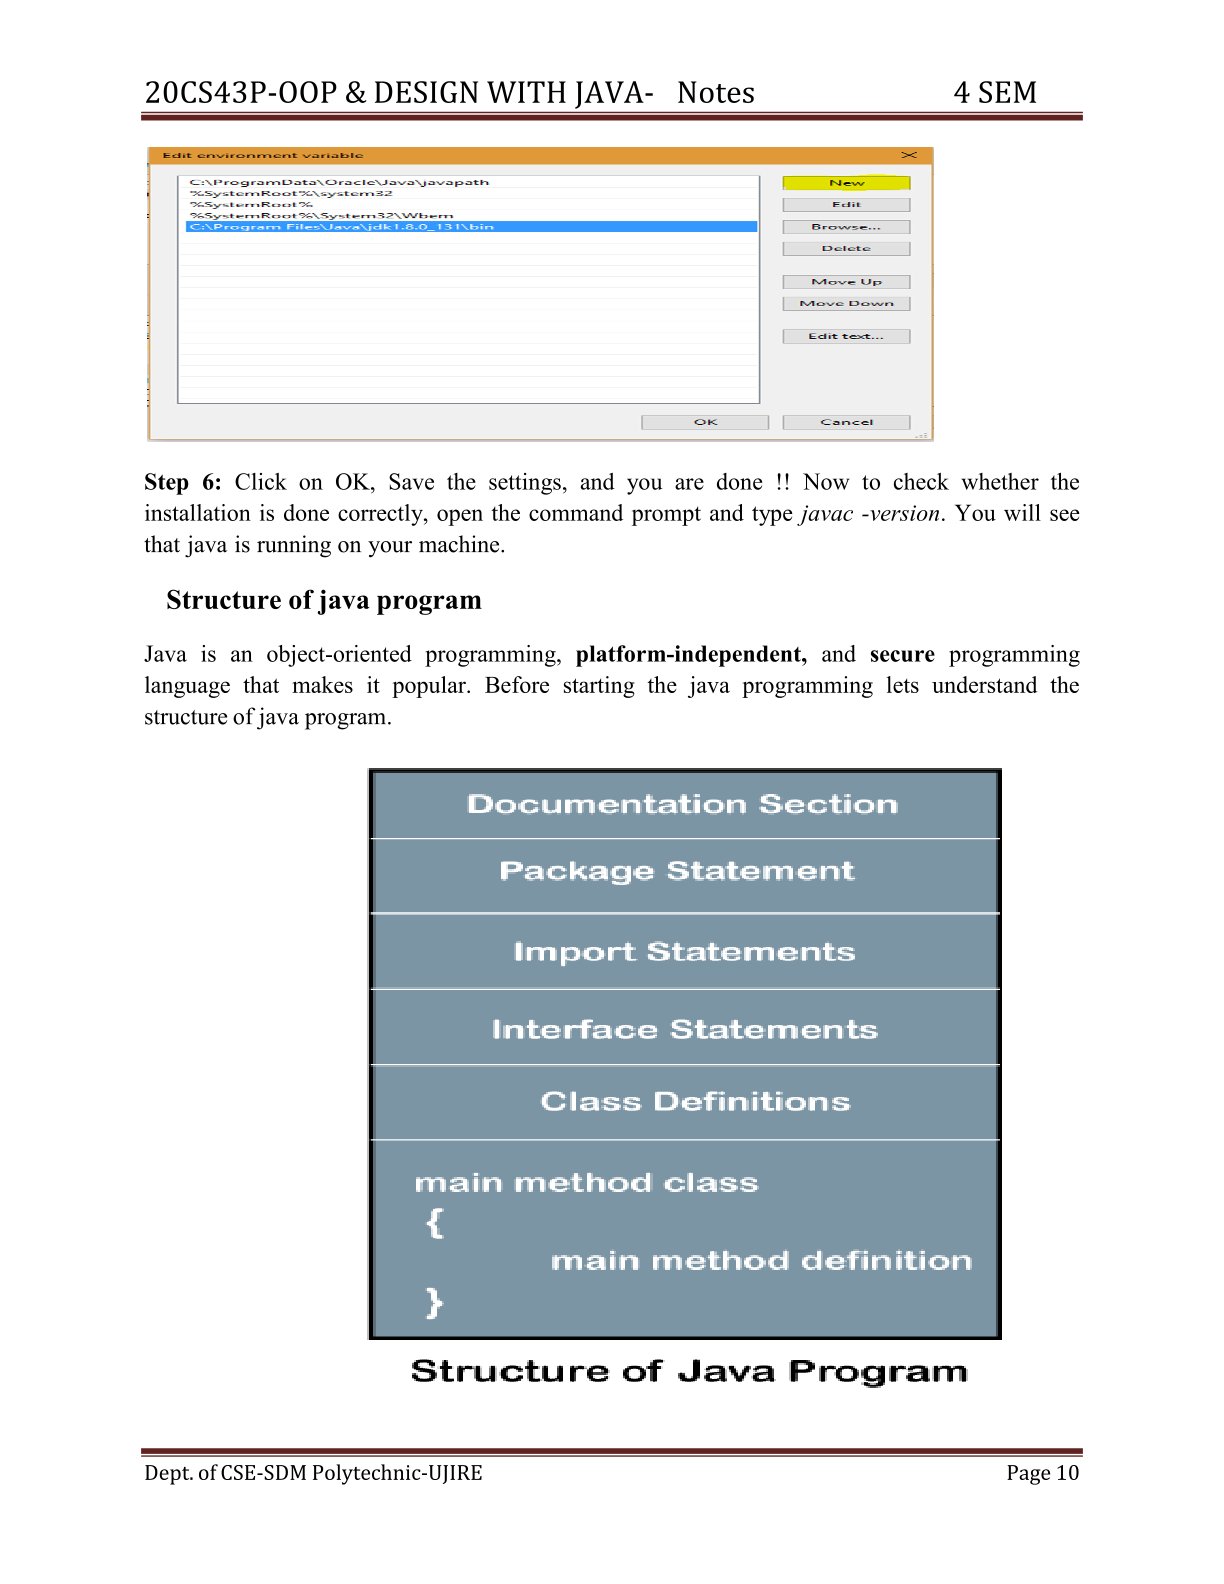 20CS43P-OOP & DESIGN WITH JAVA- Notes 4 SEM
Edit environment variable
C:\ProgramData\Oracle\Java\javapath
%SystemRoot%\system32
%SystemRoot%
%SystemRoot%\System32\Wbem
C:\Program Files\Java\jdk1.8.0_131\bin
New
Edit
Browse...
Delete
Move Up
Move Down
Edit text...
OK
Cancel
Step 6: Click on OK, Save the settings, and you are done !! Now to check whether the
installation is done correctly, open the command prompt and type javac -version. You will see
that java is running on your machine.
Structure of java program
Java is an object-oriented programming, platform-independent, and secure programming
language that makes it popular. Before starting the java programming lets understand the
structure of java program.
Documentation Section
Package Statement
Import Statements
Interface Statements
Class Definitions
main method class
{
main method definition
}
Structure of Java Program
Dept. of CSE-SDM Polytechnic-UJIRE Page 10